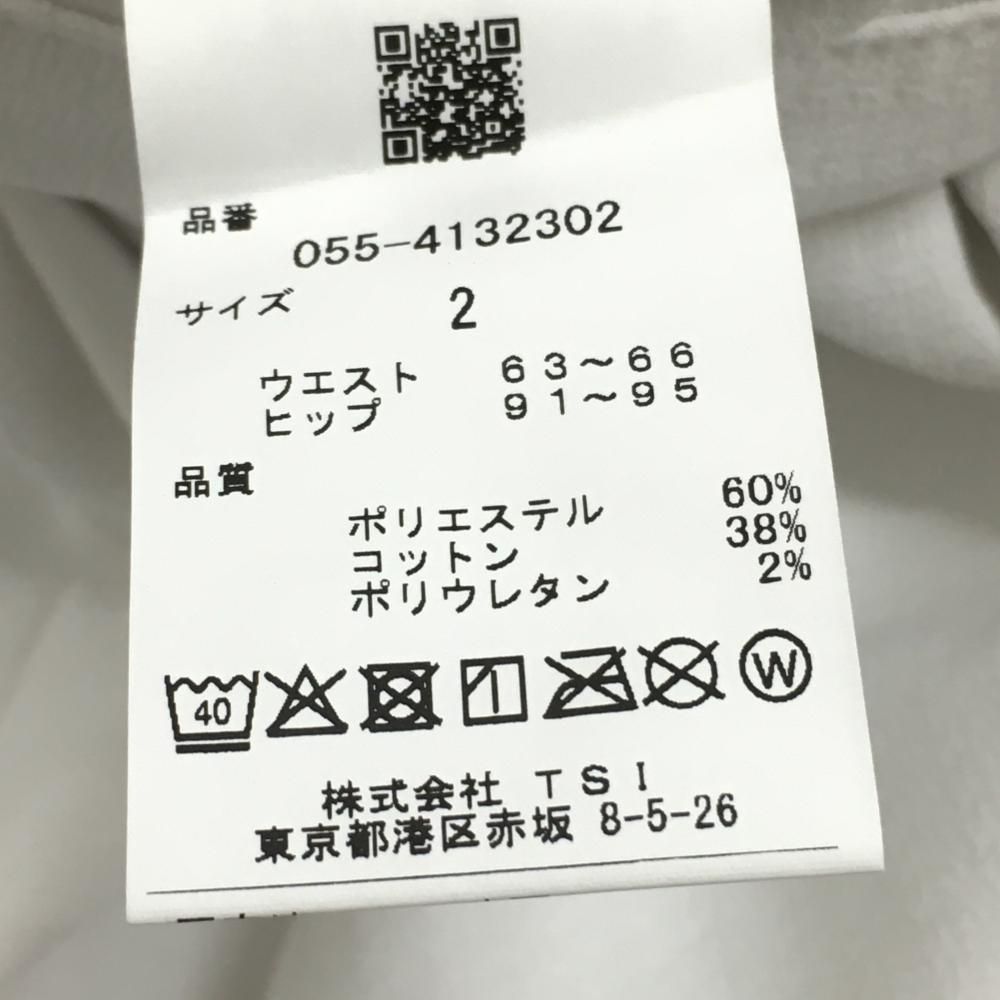 品番
055-4132302
サイズ 2
ウエスト 63～66
ヒップ 91～95
品質
ポリエステル 60%
コットン 38%
ポリウレタン 2%
40 W
株式会社 TSI
東京都港区赤坂 8-5-26